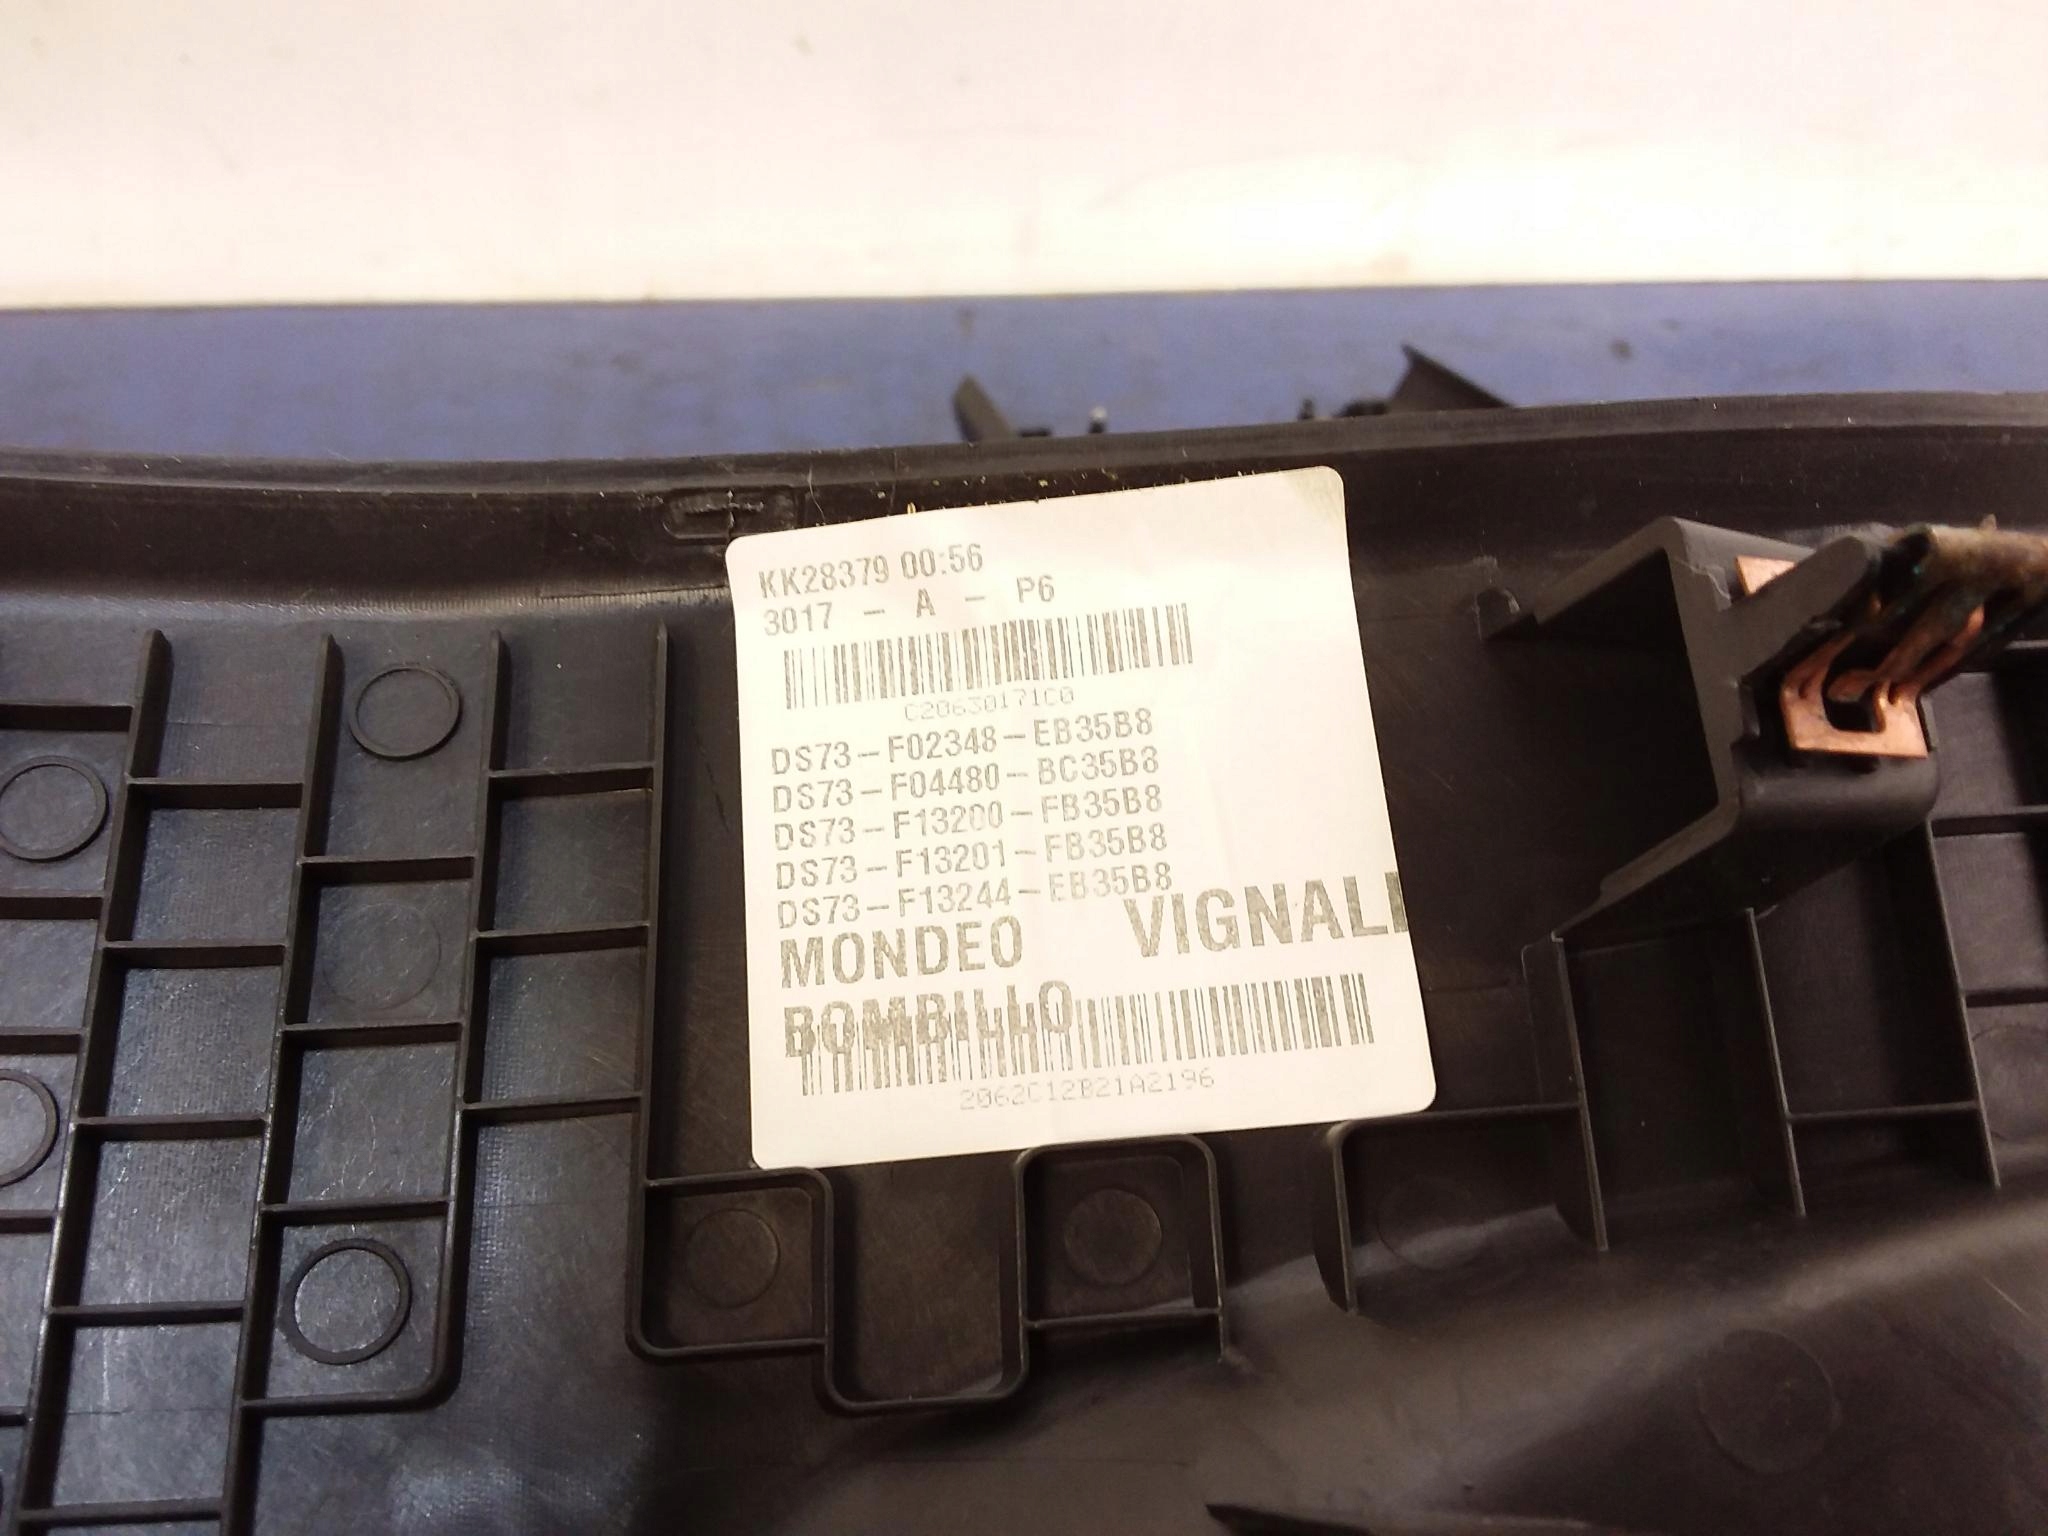 KK28379 00:56
3017 - A - P6
C20630171C0
DS73-F02348-EB35B8
DS73-F04480-BC35B8
DS73-F13200-FB35B8
DS73-F13201-FB35B8
DS73-F13244-EB35B8
MONDEO VIGNALE
BOMBILLO
2062C12B21A2196